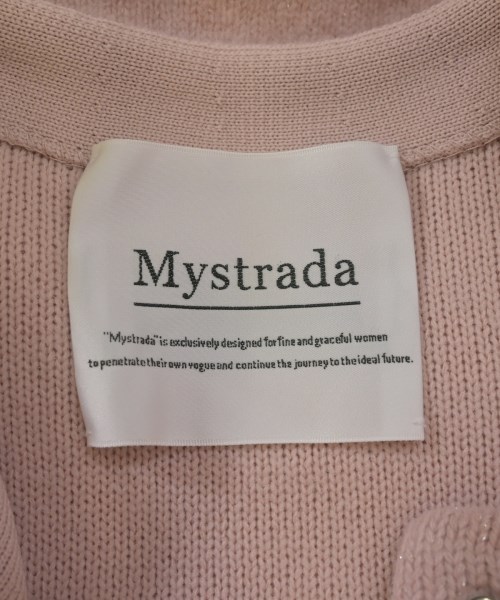 Mystrada
"Mystrada" is exclusively designed for fine and graceful women
to penetrate their own vogue and continue the journey to the ideal future.